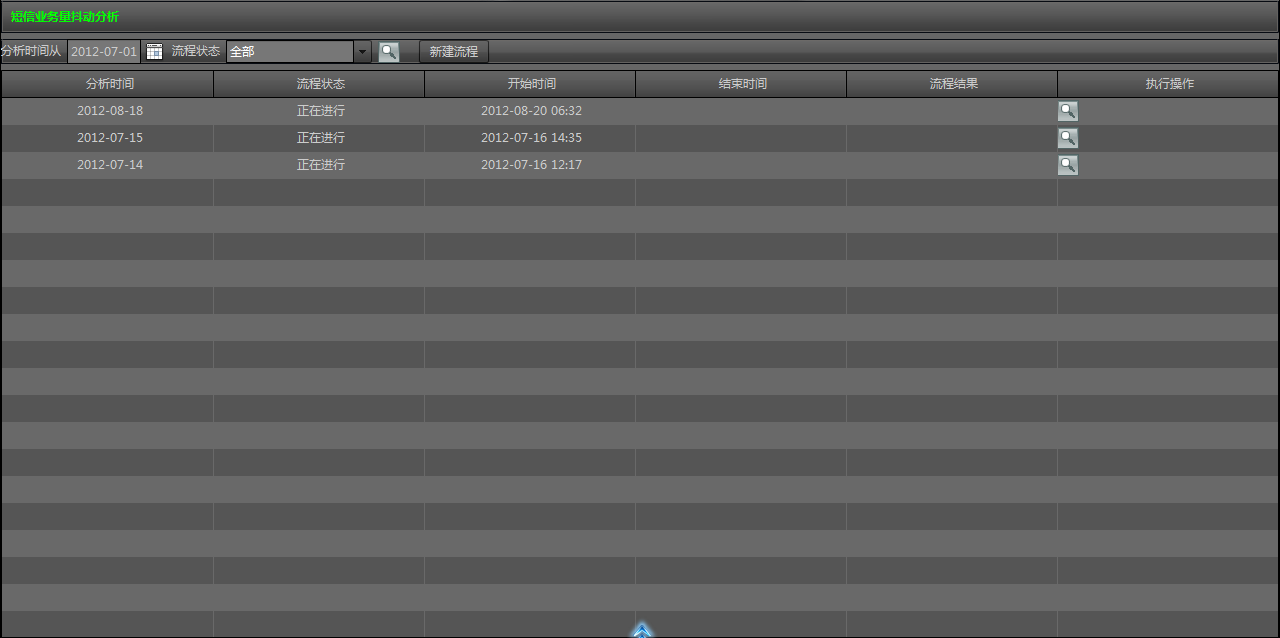 短信业务量抖动分析
分析时间从 2012-07-01 流程状态 全部 新建流程
分析时间 流程状态 开始时间 结束时间 流程结果 执行操作
2012-08-18 正在进行 2012-08-20 06:32
2012-07-15 正在进行 2012-07-16 14:35
2012-07-14 正在进行 2012-07-16 12:17